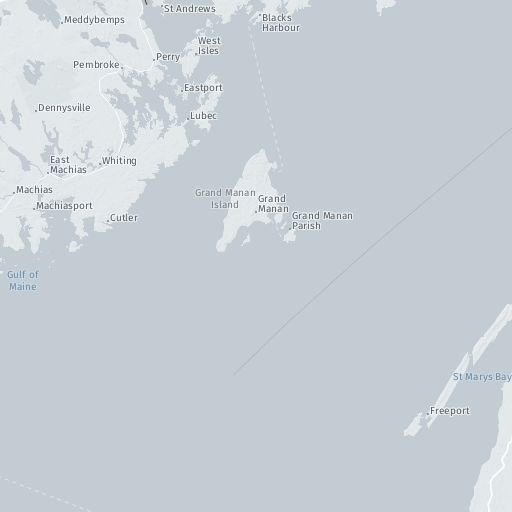 St Andrews
Blacks
Harbour
Meddybemps
West
Isles
Perry
Pembroke
Eastport
Dennysville
Lubec
East
Machias
Whiting
Machias
Machiasport
Cutler
Grand Manan
Island
Grand
Manan
Grand Manan
Parish
Gulf of
Maine
St Marys Bay
Freeport